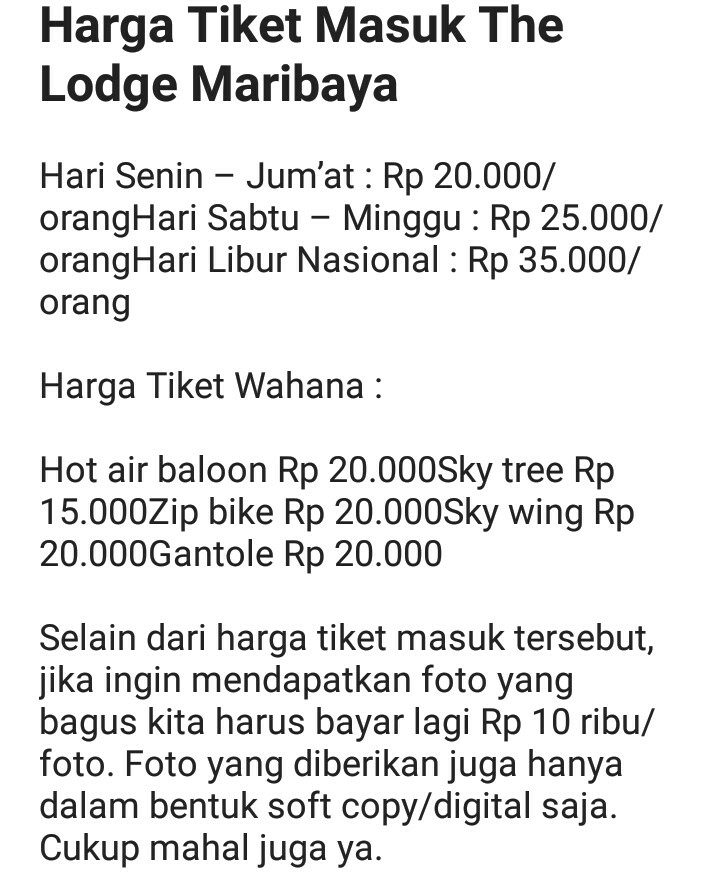 Harga Tiket Masuk The
Lodge Maribaya
Hari Senin – Jum’at : Rp 20.000/
orangHari Sabtu – Minggu : Rp 25.000/
orangHari Libur Nasional : Rp 35.000/
orang
Harga Tiket Wahana :
Hot air baloon Rp 20.000Sky tree Rp
15.000Zip bike Rp 20.000Sky wing Rp
20.000Gantole Rp 20.000
Selain dari harga tiket masuk tersebut,
jika ingin mendapatkan foto yang
bagus kita harus bayar lagi Rp 10 ribu/
foto. Foto yang diberikan juga hanya
dalam bentuk soft copy/digital saja.
Cukup mahal juga ya.